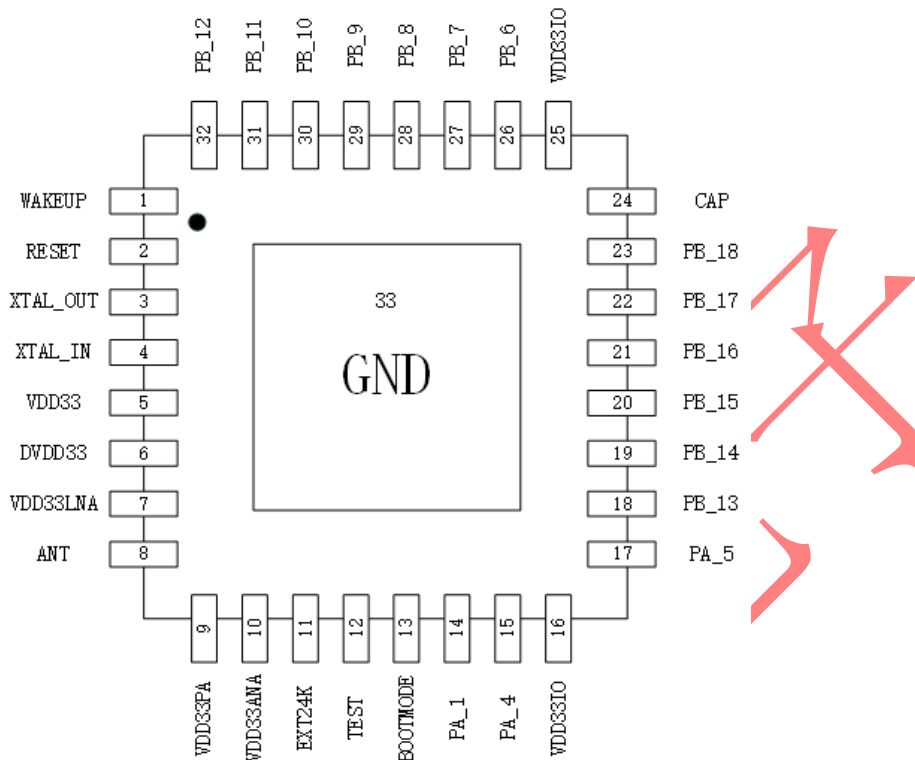 PB_12 PB_11 PB_10 PB_9 PB_8 PB_7 PB_6 VDD33IO
32 31 30 29 28 27 26 25
WAKEUP 1 24 CAP
RESET 2 23 PB_18
XTAL_OUT 3 33 22 PB_17
XTAL_IN 4 21 PB_16
GND
VDD33 5 20 PB_15
DVDD33 6 19 PB_14
VDD33LNA 7 18 PB_13
ANT 8 17 PA_5
9 10 11 12 13 14 15 16
VDD33PA VDD33ANA EXT24K TEST BOOTMODE PA_1 PA_4 VDD33IO